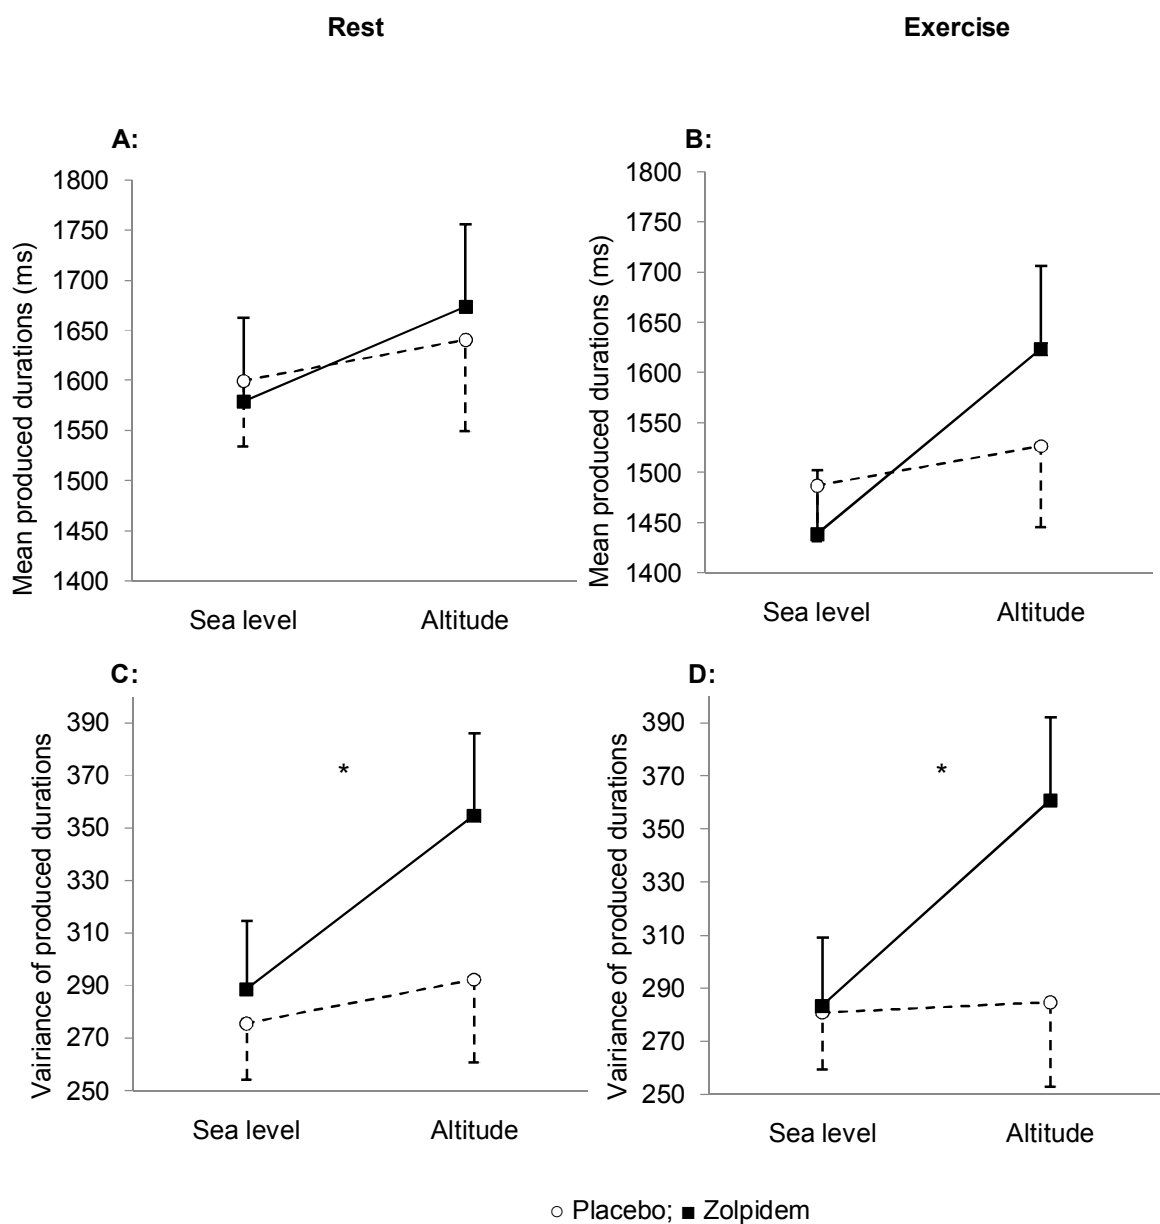 Rest
Exercise
A:
Mean produced durations (ms)
1800
1750
1700
1650
1600
1550
1500
1450
1400
Sea level Altitude
B:
Mean produced durations (ms)
1800
1750
1700
1650
1600
1550
1500
1450
1400
Sea level Altitude
C:
Vairiance of produced durations
390
370
350
330
310
290
270
250
*
Sea level Altitude
D:
Vairiance of produced durations
390
370
350
330
310
290
270
250
*
Sea level Altitude
○ Placebo; ■ Zolpidem